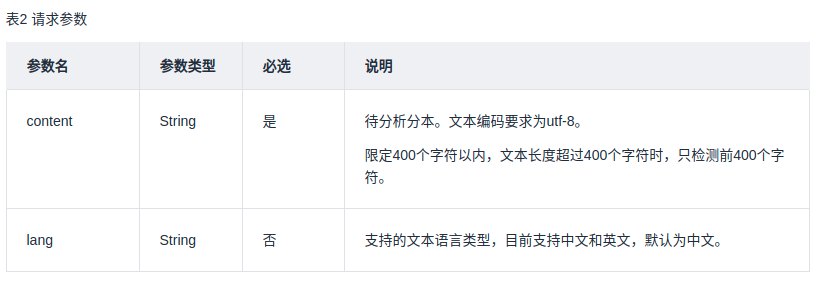 表2 请求参数
参数名 参数类型 必选 说明
content String 是 待分析分本。文本编码要求为utf-8。
限定400个字符以内，文本长度超过400个字符时，只检测前400个字
符。
lang String 否 支持的文本语言类型，目前支持中文和英文，默认为中文。